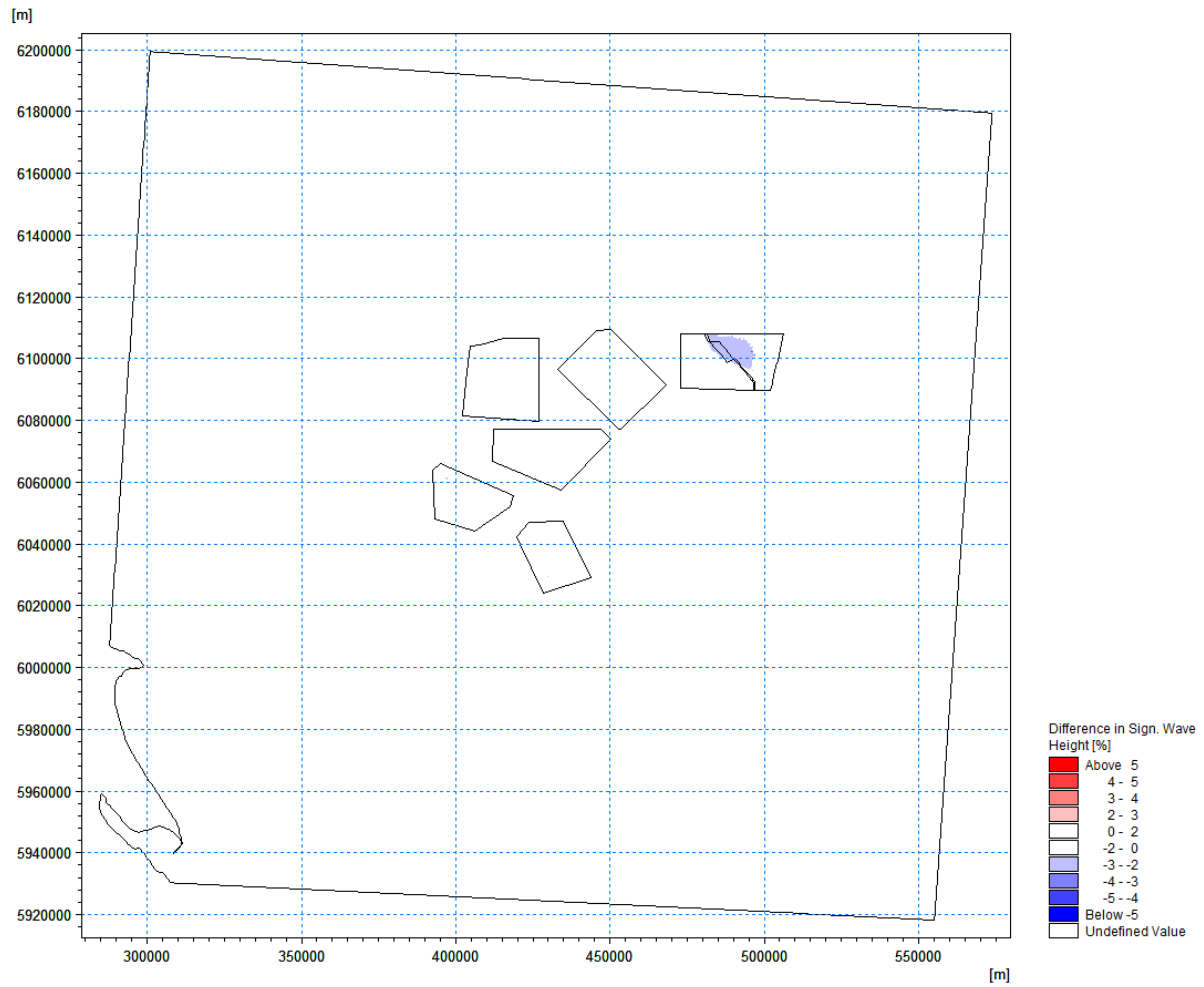 [m]
6200000
6180000
6160000
6140000
6120000
6100000
6080000
6060000
6040000
6020000
6000000
5980000
5960000
5940000
5920000
300000 350000 400000 450000 500000 550000
[m]
Difference in Sign. Wave
Height [%]
Above 5
4 - 5
3 - 4
2 - 3
0 - 2
-2 - 0
-3 - -2
-4 - -3
-5 - -4
Below -5
Undefined Value